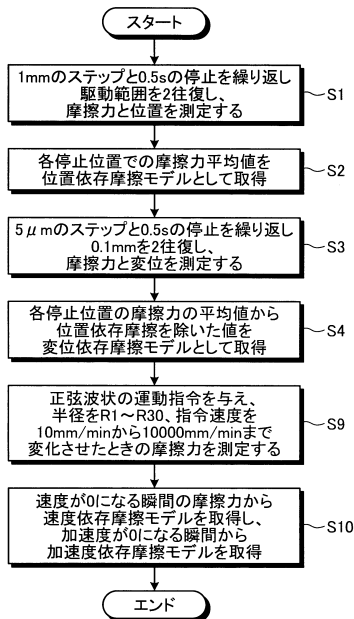 スタート
1mmのステップと0.5sの停止を繰り返し
駆動範囲を2往復し、
摩擦力と位置を測定する
S1
各停止位置での摩擦力平均値を
位置依存摩擦モデルとして取得
S2
5μmのステップと0.5sの停止を繰り返し
0.1mmを2往復し、
摩擦力と変位を測定する
S3
各停止位置の摩擦力の平均値から
位置依存摩擦を除いた値を
変位依存摩擦モデルとして取得
S4
正弦波状の運動指令を与え、
半径をR1～R30、指令速度を
10mm/minから10000mm/minまで
変化させたときの摩擦力を測定する
S9
速度が0になる瞬間の摩擦力から
速度依存摩擦モデルを取得し、
加速度が0になる瞬間から
加速度依存摩擦モデルを取得
S10
エンド